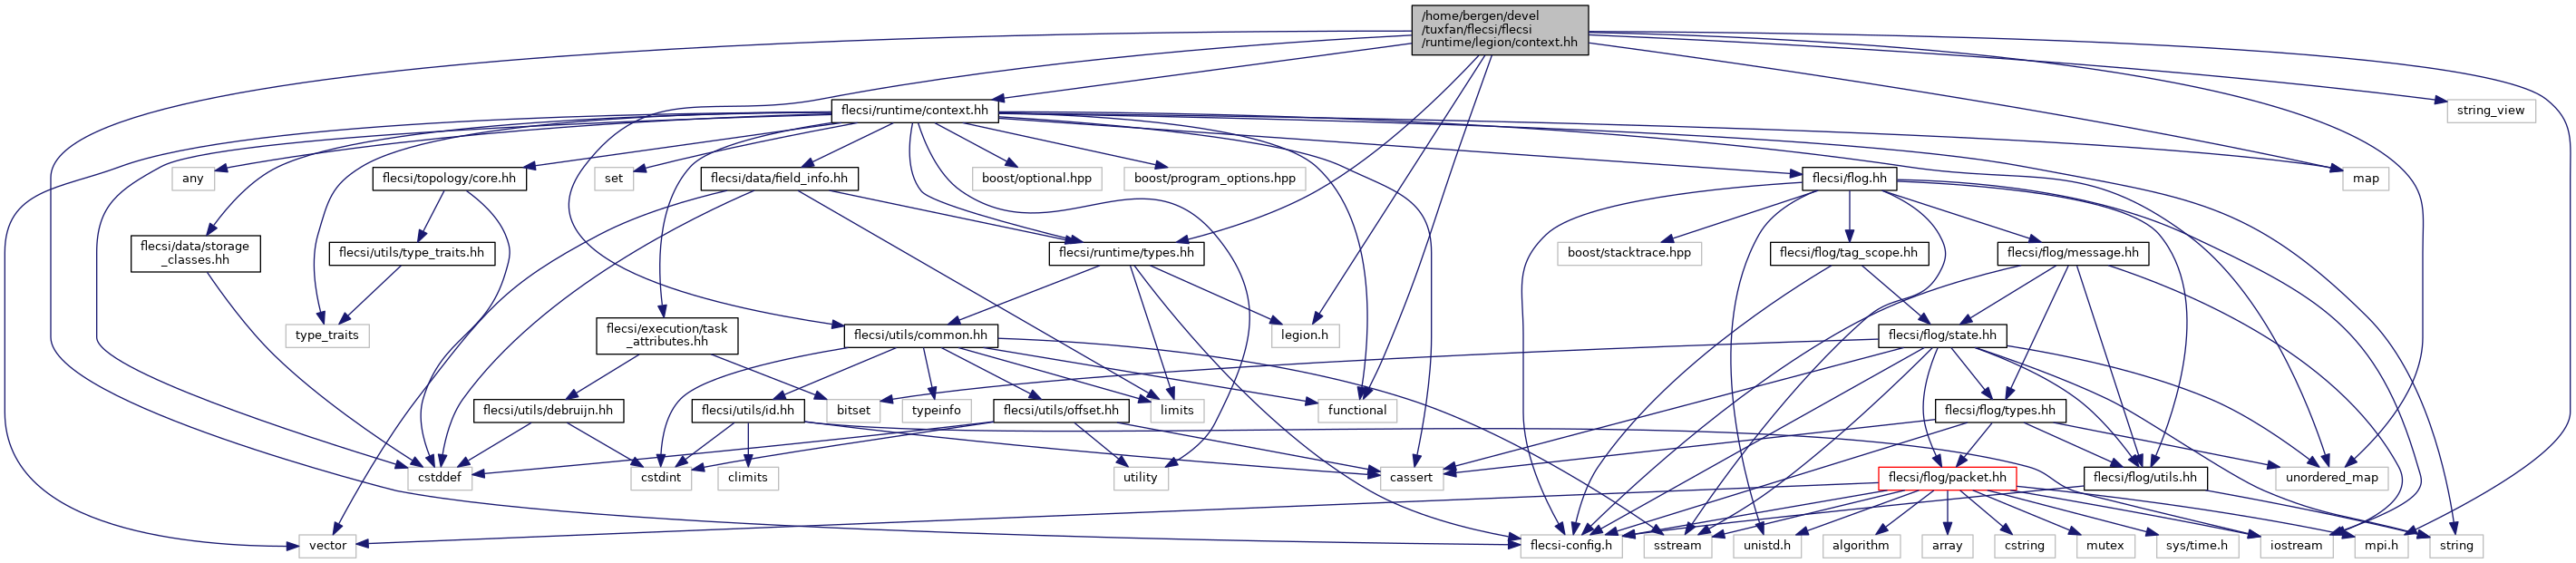 /home/bergen/devel
/tuxfan/flecsi/flecsi
/runtime/legion/context.hh
flecsi/runtime/context.hh
string_view
any
flecsi/topology/core.hh
set
flecsi/data/field_info.hh
boost/optional.hpp
boost/program_options.hpp
flecsi/flog.hh
map
flecsi/data/storage
_classes.hh
flecsi/utils/type_traits.hh
flecsi/runtime/types.hh
boost/stacktrace.hpp
flecsi/flog/tag_scope.hh
flecsi/flog/message.hh
type_traits
flecsi/execution/task
_attributes.hh
flecsi/utils/common.hh
legion.h
flecsi/flog/state.hh
flecsi/utils/debruijn.hh
flecsi/utils/id.hh
bitset
typeinfo
flecsi/utils/offset.hh
limits
functional
flecsi/flog/types.hh
cstddef
cstdint
climits
utility
cassert
flecsi/flog/packet.hh
flecsi/flog/utils.hh
unordered_map
vector
flecsi-config.h
sstream
unistd.h
algorithm
array
cstring
mutex
sys/time.h
iostream
mpi.h
string